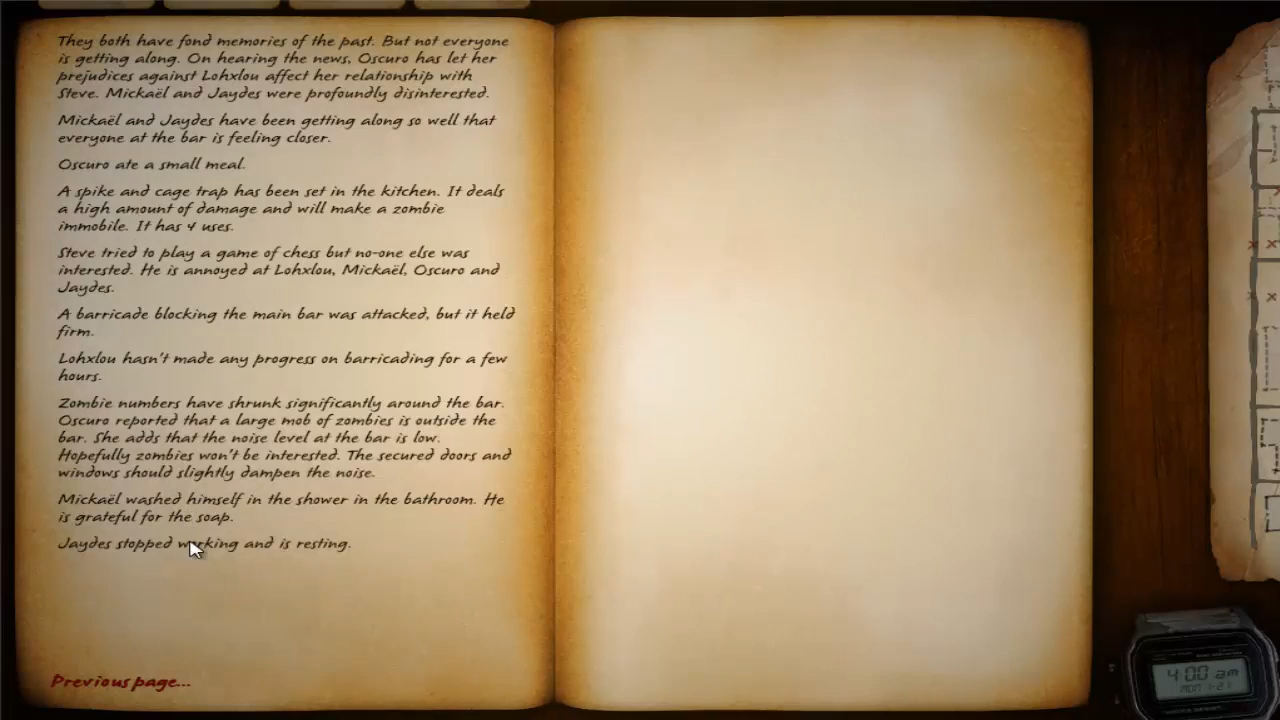 They both have fond memories of the past. But not everyone
is getting along. On hearing the news, Oscuro has let her
prejudices against Lohxlou affect her relationship with
Steve. Mickaël and Jaydes were profoundly disinterested.
Mickaël and Jaydes have been getting along so well that
everyone at the bar is feeling closer.
Oscuro ate a small meal.
A spike and cage trap has been set in the kitchen. It deals
a high amount of damage and will make a zombie
immobile. It has 4 uses.
Steve tried to play a game of chess but no-one else was
interested. He is annoyed at Lohxlou, Mickaël, Oscuro and
Jaydes.
A barricade blocking the main bar was attacked, but it held
firm.
Lohxlou hasn't made any progress on barricading for a few
hours.
Zombie numbers have shrunk significantly around the bar.
Oscuro reported that a large mob of zombies is outside the
bar. She adds that the noise level at the bar is low.
Hopefully zombies won't be interested. The secured doors and
windows should slightly dampen the noise.
Mickaël washed himself in the shower in the bathroom. He
is grateful for the soap.
Jaydes stopped working and is resting.
Previous page...
4:00 am
MON 1-21